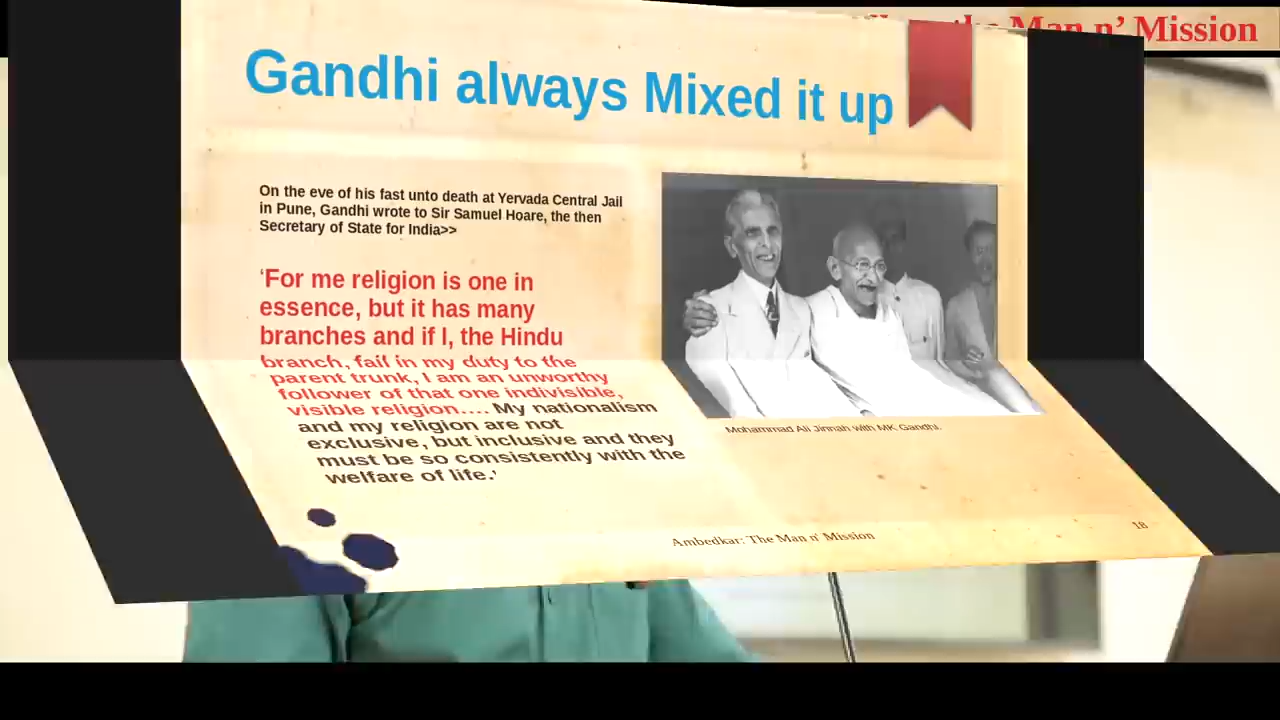 the Man n' Mission
Gandhi always Mixed it up
On the eve of his fast unto death at Yervada Central Jail
in Pune, Gandhi wrote to Sir Samuel Hoare, the then
Secretary of State for India>>
‘For me religion is one in
essence, but it has many
branches and if I, the Hindu
branch, fail in my duty to the
parent trunk, I am an unworthy
follower of that one indivisible,
visible religion…. My nationalism
and my religion are not
exclusive, but inclusive and they
must be so consistently with the
welfare of life.’
Mohammad Ali Jinnah with MK Gandhi.
Ambedkar: The Man n' Mission
18